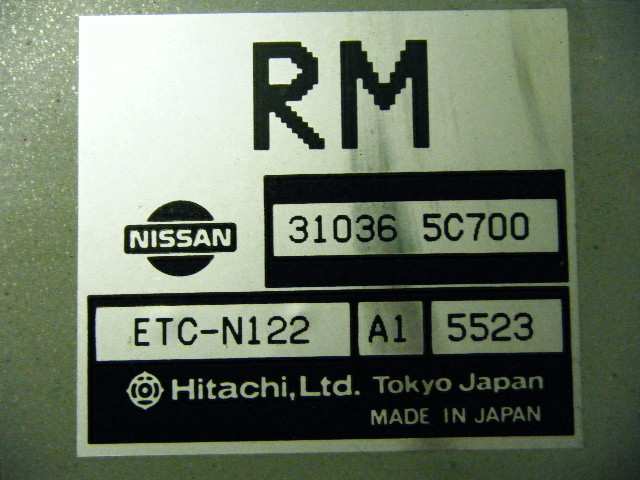 RM
NISSAN
31036 5C700
ETC-N122 A1 5523
Hitachi, Ltd. Tokyo Japan
MADE IN JAPAN